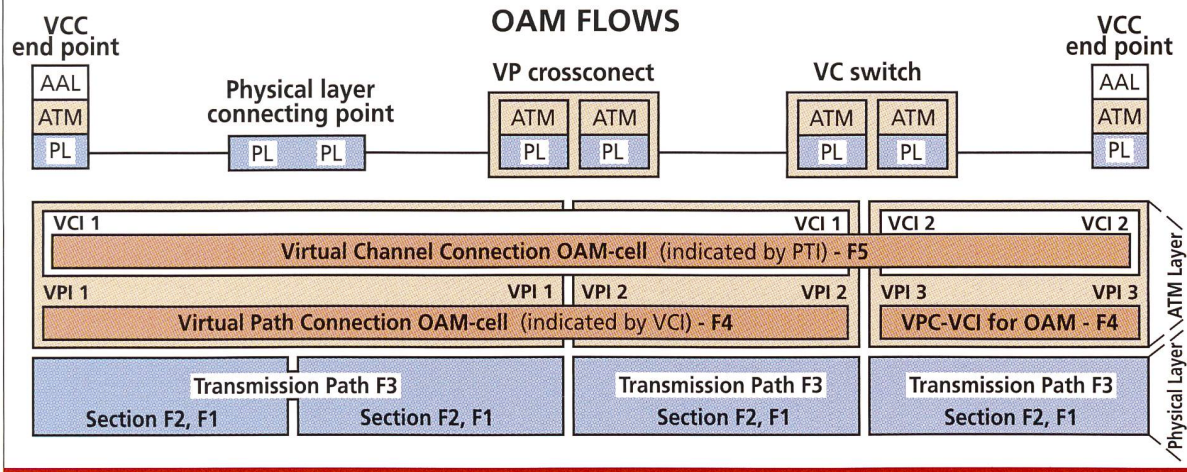 OAM FLOWS
VCC
end point
AAL
ATM
PL
Physical layer
connecting point
PL PL
VP crossconect
ATM ATM
PL PL
VC switch
ATM ATM
PL PL
VCC
end point
AAL
ATM
PL
VCI 1 VCI 1 VCI 2 VCI 2
Virtual Channel Connection OAM-cell (indicated by PTI) - F5
VPI 1 VPI 1 VPI 2 VPI 2 VPI 3 VPI 3
Virtual Path Connection OAM-cell (indicated by VCI) - F4
VPC-VCI for OAM - F4
ATM Layer
Transmission Path F3 Transmission Path F3 Transmission Path F3
Section F2, F1 Section F2, F1 Section F2, F1 Section F2, F1
Physical Layer